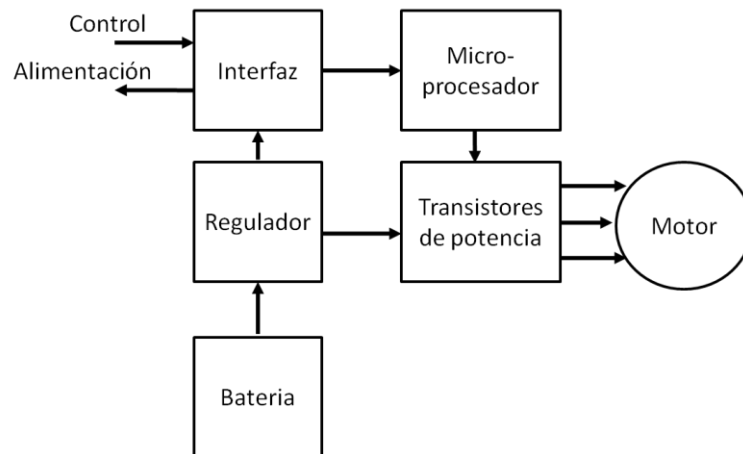 Control
Alimentación
Interfaz
Micro-
procesador
Regulador
Transistores
de potencia
Motor
Bateria